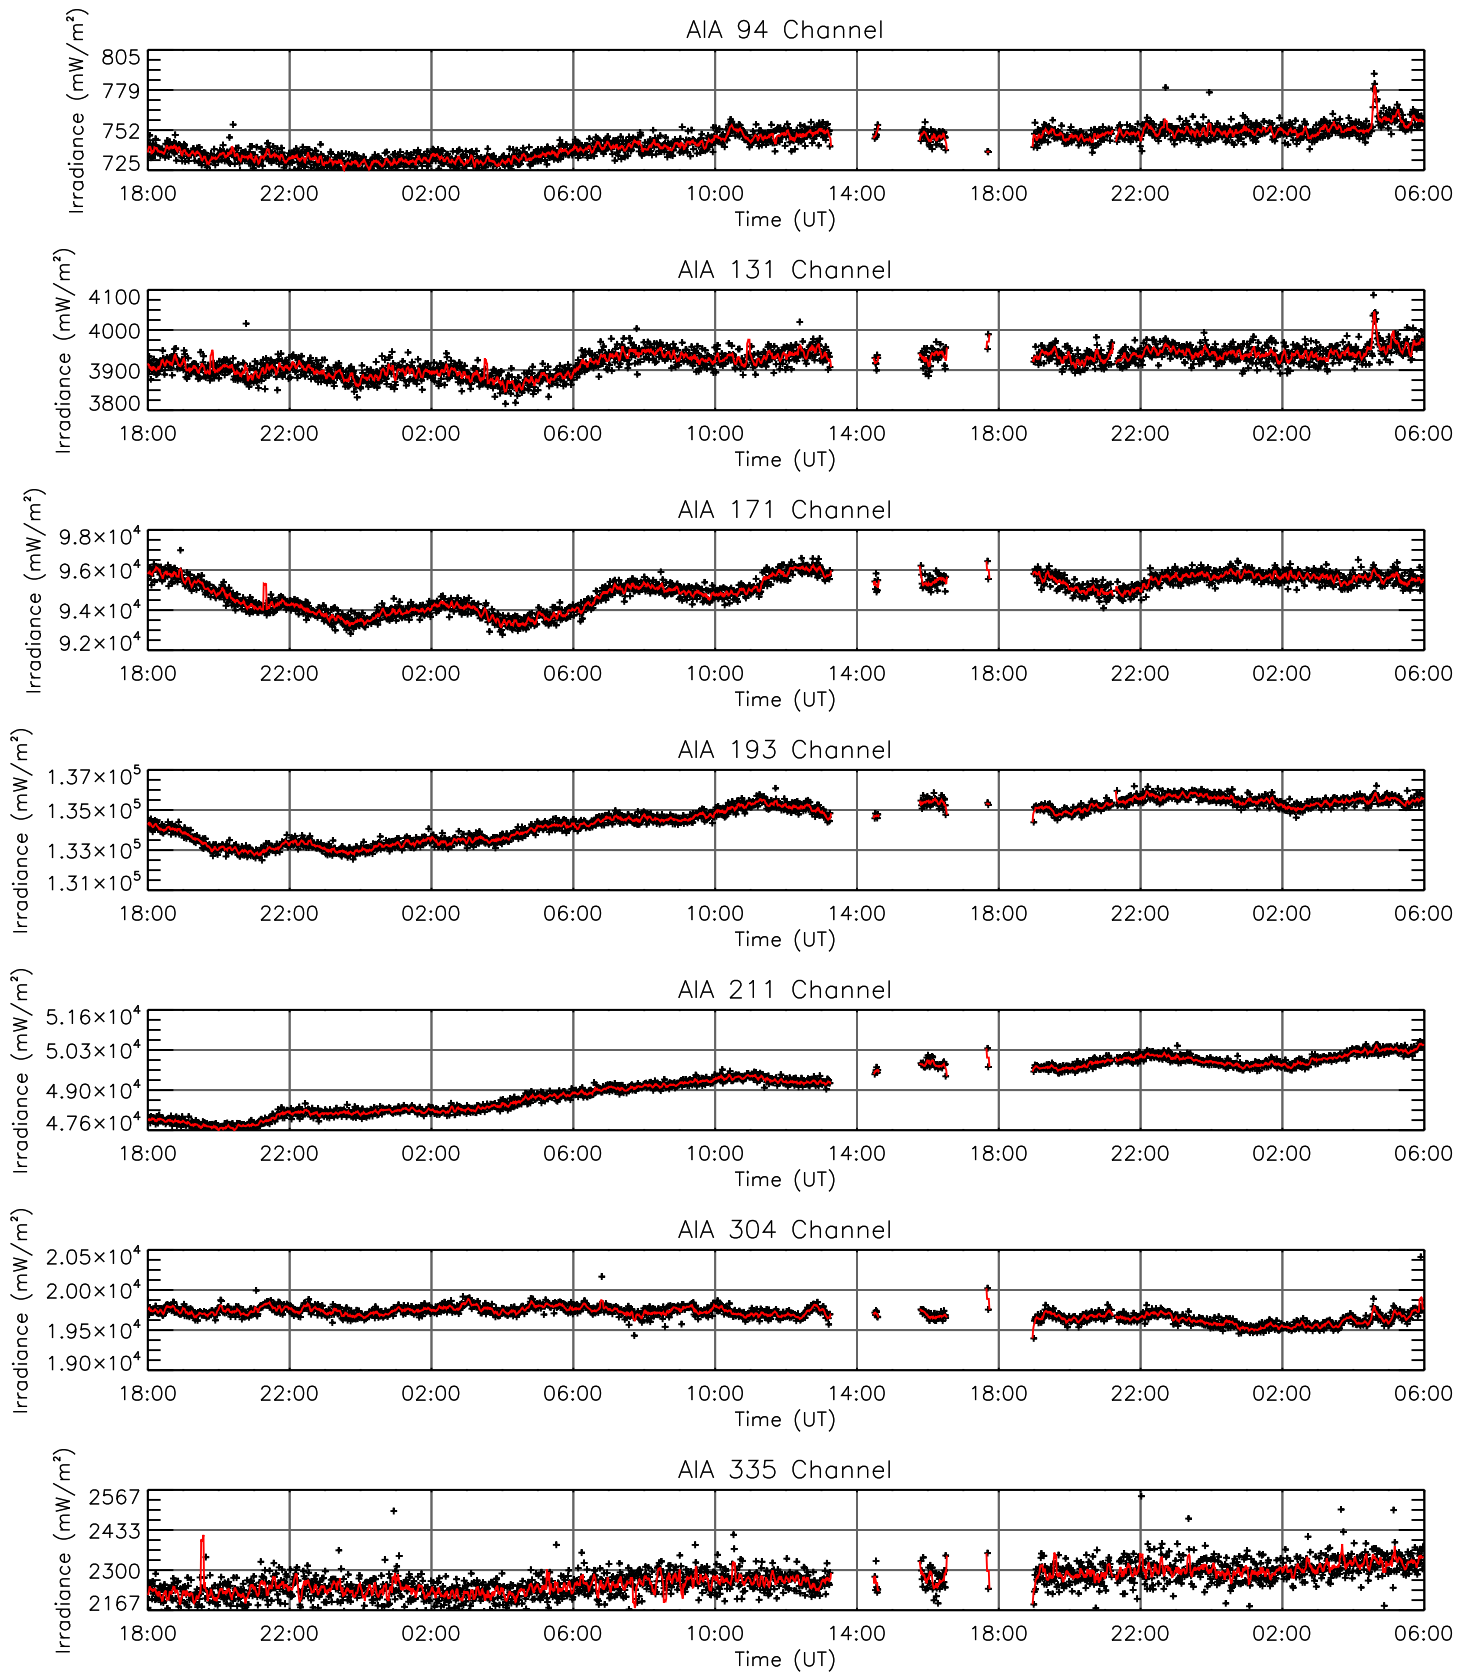 AIA 94 Channel
Irradiance (mW/m²)
805
779
752
725
18:00 22:00 02:00 06:00 10:00 14:00 18:00 22:00 02:00 06:00
Time (UT)
AIA 131 Channel
Irradiance (mW/m²)
4100
4000
3900
3800
18:00 22:00 02:00 06:00 10:00 14:00 18:00 22:00 02:00 06:00
Time (UT)
AIA 171 Channel
Irradiance (mW/m²)
9.8×10⁴
9.6×10⁴
9.4×10⁴
9.2×10⁴
18:00 22:00 02:00 06:00 10:00 14:00 18:00 22:00 02:00 06:00
Time (UT)
AIA 193 Channel
Irradiance (mW/m²)
1.37×10⁵
1.35×10⁵
1.33×10⁵
1.31×10⁵
18:00 22:00 02:00 06:00 10:00 14:00 18:00 22:00 02:00 06:00
Time (UT)
AIA 211 Channel
Irradiance (mW/m²)
5.16×10⁴
5.03×10⁴
4.90×10⁴
4.76×10⁴
18:00 22:00 02:00 06:00 10:00 14:00 18:00 22:00 02:00 06:00
Time (UT)
AIA 304 Channel
Irradiance (mW/m²)
2.05×10⁴
2.00×10⁴
1.95×10⁴
1.90×10⁴
18:00 22:00 02:00 06:00 10:00 14:00 18:00 22:00 02:00 06:00
Time (UT)
AIA 335 Channel
Irradiance (mW/m²)
2567
2433
2300
2167
18:00 22:00 02:00 06:00 10:00 14:00 18:00 22:00 02:00 06:00
Time (UT)